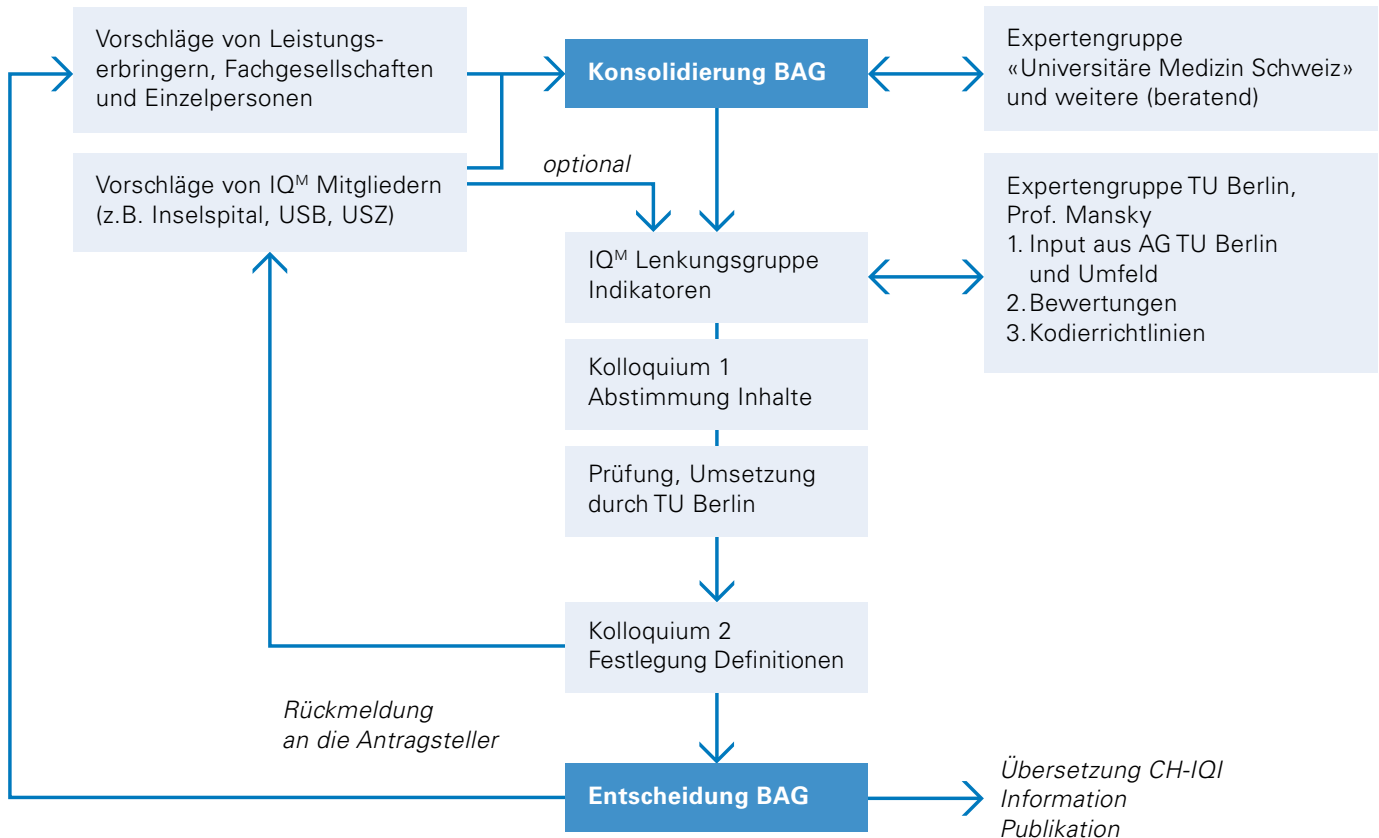 Vorschläge von Leistungs-
erbringern, Fachgesellschaften
und Einzelpersonen
Konsolidierung BAG
Expertengruppe
«Universitäre Medizin Schweiz»
und weitere (beratend)
Vorschläge von IQᴹ Mitgliedern
(z.B. Inselspital, USB, USZ)
optional
IQᴹ Lenkungsgruppe
Indikatoren
Expertengruppe TU Berlin,
Prof. Mansky
1. Input aus AG TU Berlin
und Umfeld
2. Bewertungen
3. Kodierrichtlinien
Kolloquium 1
Abstimmung Inhalte
Prüfung, Umsetzung
durch TU Berlin
Kolloquium 2
Festlegung Definitionen
Rückmeldung
an die Antragsteller
Entscheidung BAG
Übersetzung CH-IQI
Information
Publikation